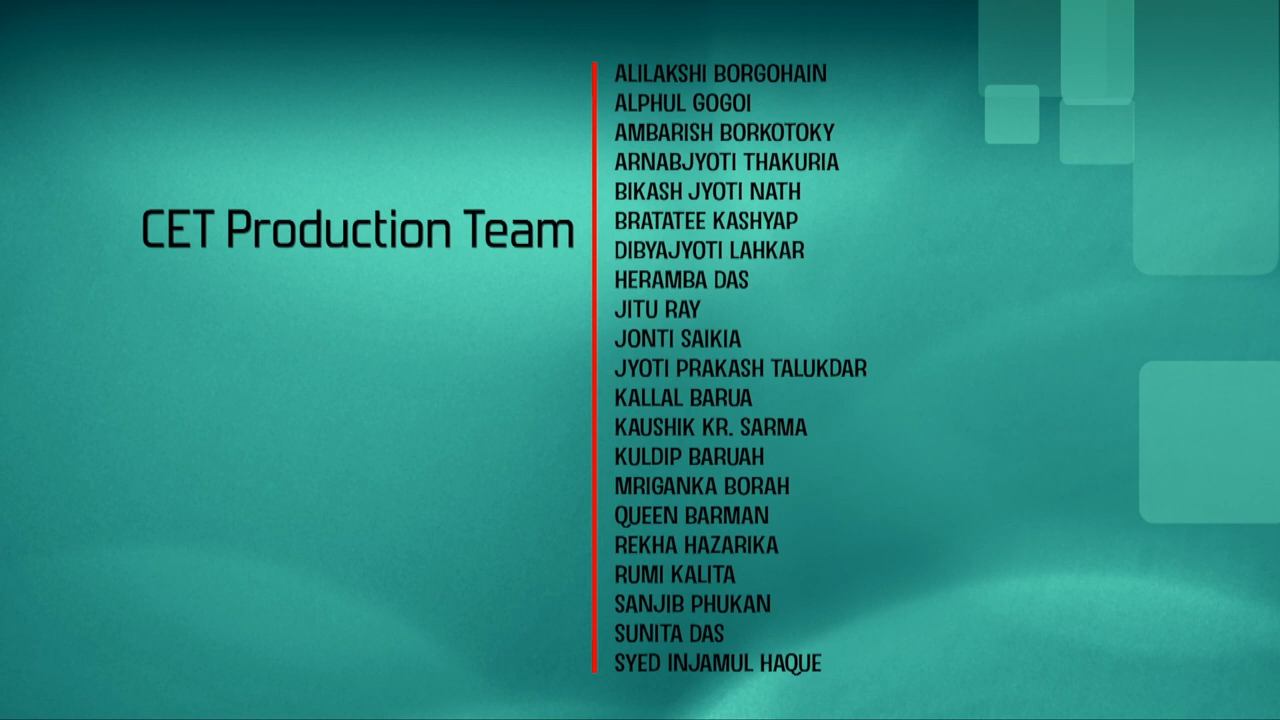 CET Production Team
ALILAKSHI BORGOHAIN
ALPHUL GOGOI
AMBARISH BORKOTOKY
ARNABJYOTI THAKURIA
BIKASH JYOTI NATH
BRATATEE KASHYAP
DIBYAJYOTI LAHKAR
HERAMBA DAS
JITU RAY
JONTI SAIKIA
JYOTI PRAKASH TALUKDAR
KALLAL BARUA
KAUSHIK KR. SARMA
KULDIP BARUAH
MRIGANKA BORAH
QUEEN BARMAN
REKHA HAZARIKA
RUMI KALITA
SANJIB PHUKAN
SUNITA DAS
SYED INJAMUL HAQUE